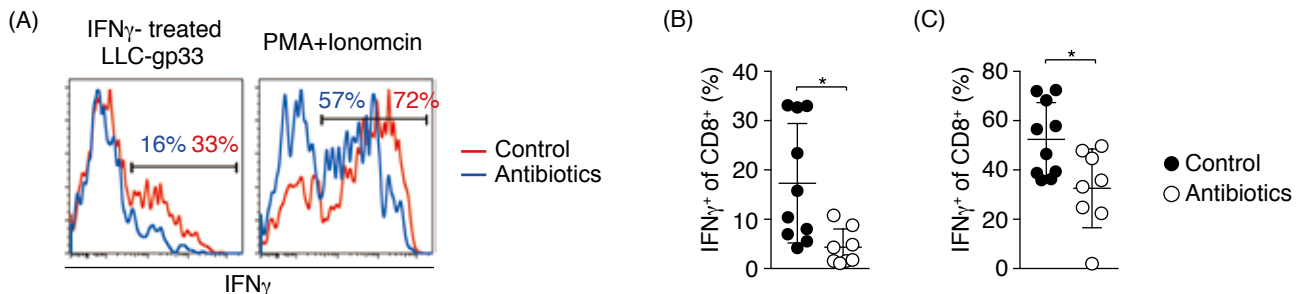 (A)
IFNγ- treated
LLC-gp33
PMA+Ionomcin
16% 33%
57% 72%
Control
Antibiotics
IFNγ
(B)
IFNγ+ of CD8+ (%)
40
30
20
10
0
*
(C)
IFNγ+ of CD8+ (%)
80
60
40
20
0
*
Control
Antibiotics